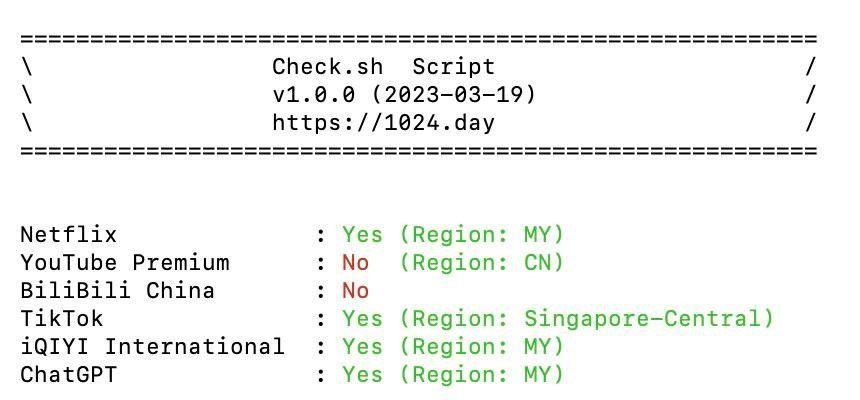 =========================================================
\                 Check.sh  Script                      /
\                 v1.0.0 (2023-03-19)                   /
\                 https://1024.day                      /
=========================================================
Netflix              : Yes (Region: MY)
YouTube Premium      : No  (Region: CN)
BiliBili China       : No
TikTok               : Yes (Region: Singapore-Central)
iQIYI International  : Yes (Region: MY)
ChatGPT              : Yes (Region: MY)